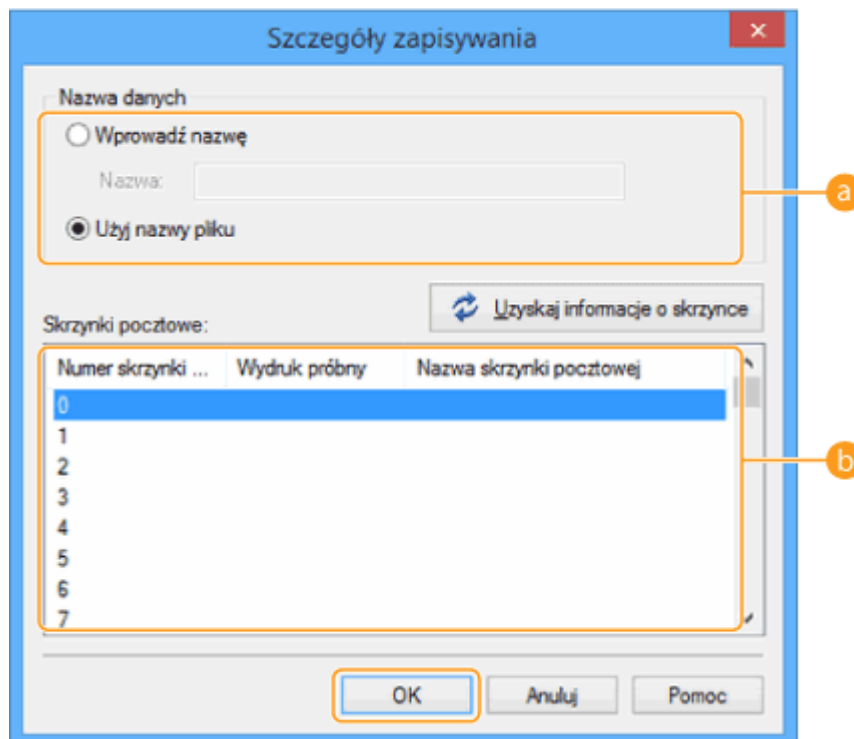 Szczegóły zapisywania
Nazwa danych
Wprowadź nazwę
Nazwa:
a
Użyj nazwy pliku
Uzyskaj informacje o skrzynce
Skrzynki pocztowe:
Numer skrzynki ... Wydruk próbny Nazwa skrzynki pocztowej
0
1
2
b
3
4
5
6
7
OK Anuluj Pomoc